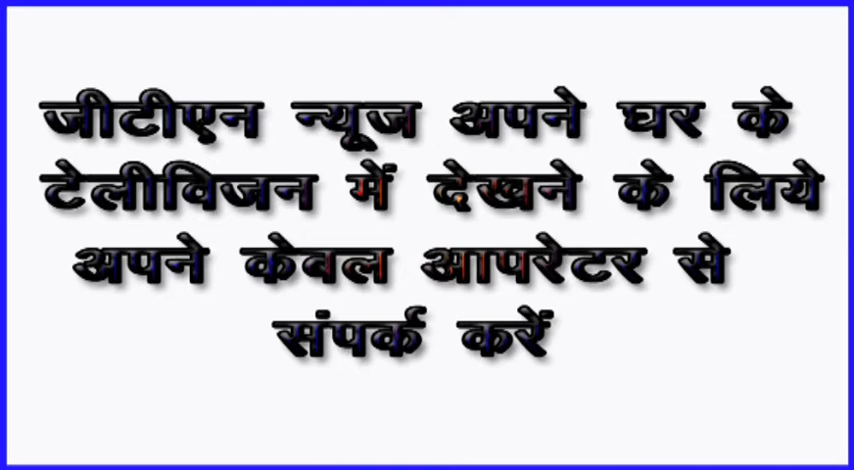 जीटीएन न्यूज अपने घर के
टेलीविजन में देखने के लिये
अपने केबल आपरेटर से
संपर्क करें